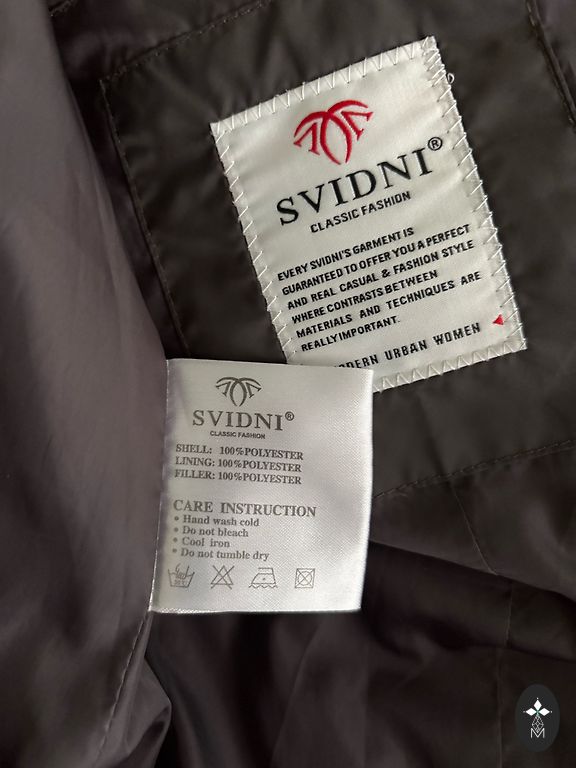 SVIDNI®
CLASSIC FASHION
EVERY SVIDNI'S GARMENT IS
GUARANTEED TO OFFER YOU A PERFECT
AND REAL CASUAL & FASHION STYLE
WHERE CONTRASTS BETWEEN
MATERIALS AND TECHNIQUES ARE
REALLY IMPORTANT.
URBAN WOMEN
SVIDNI®
CLASSIC FASHION
SHELL: 100%POLYESTER
LINING: 100%POLYESTER
FILLER: 100%POLYESTER
CARE INSTRUCTION
• Hand wash cold
• Do not bleach
• Cool iron
• Do not tumble dry
M